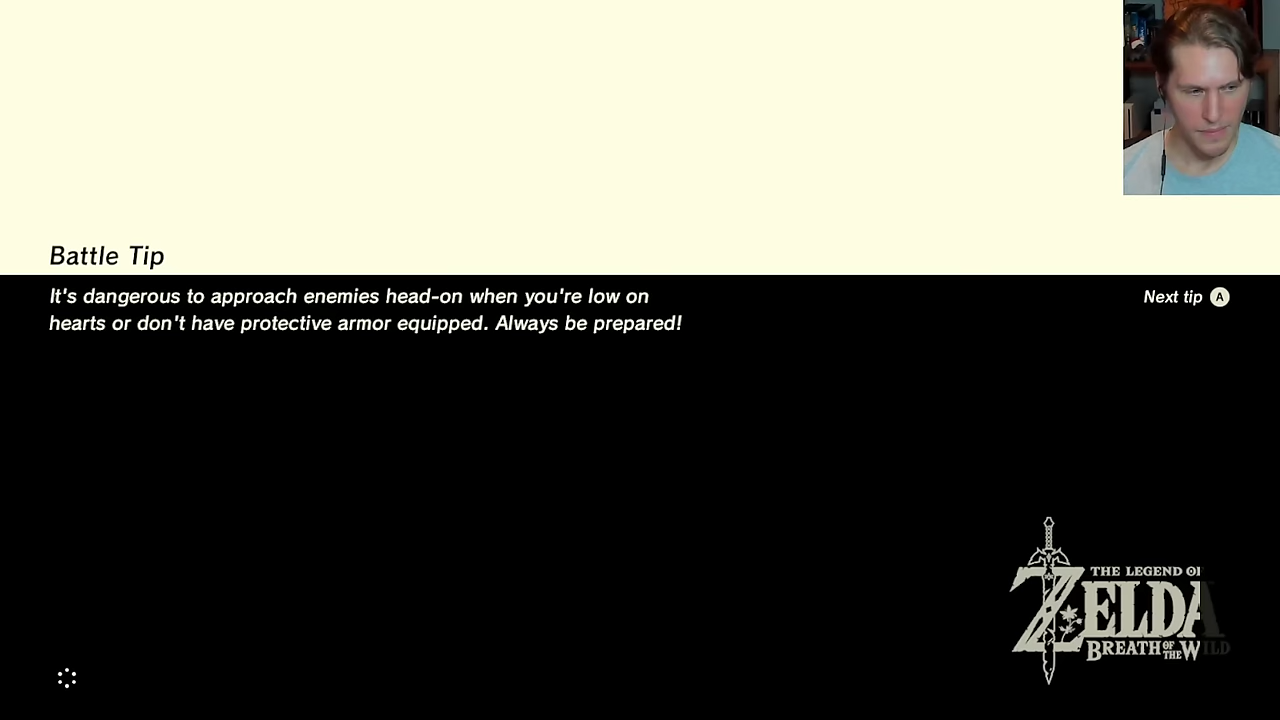 Battle Tip
It's dangerous to approach enemies head-on when you're low on
hearts or don't have protective armor equipped. Always be prepared!
Next tip A
THE LEGEND OF
ZELDA
BREATH OF THE WILD